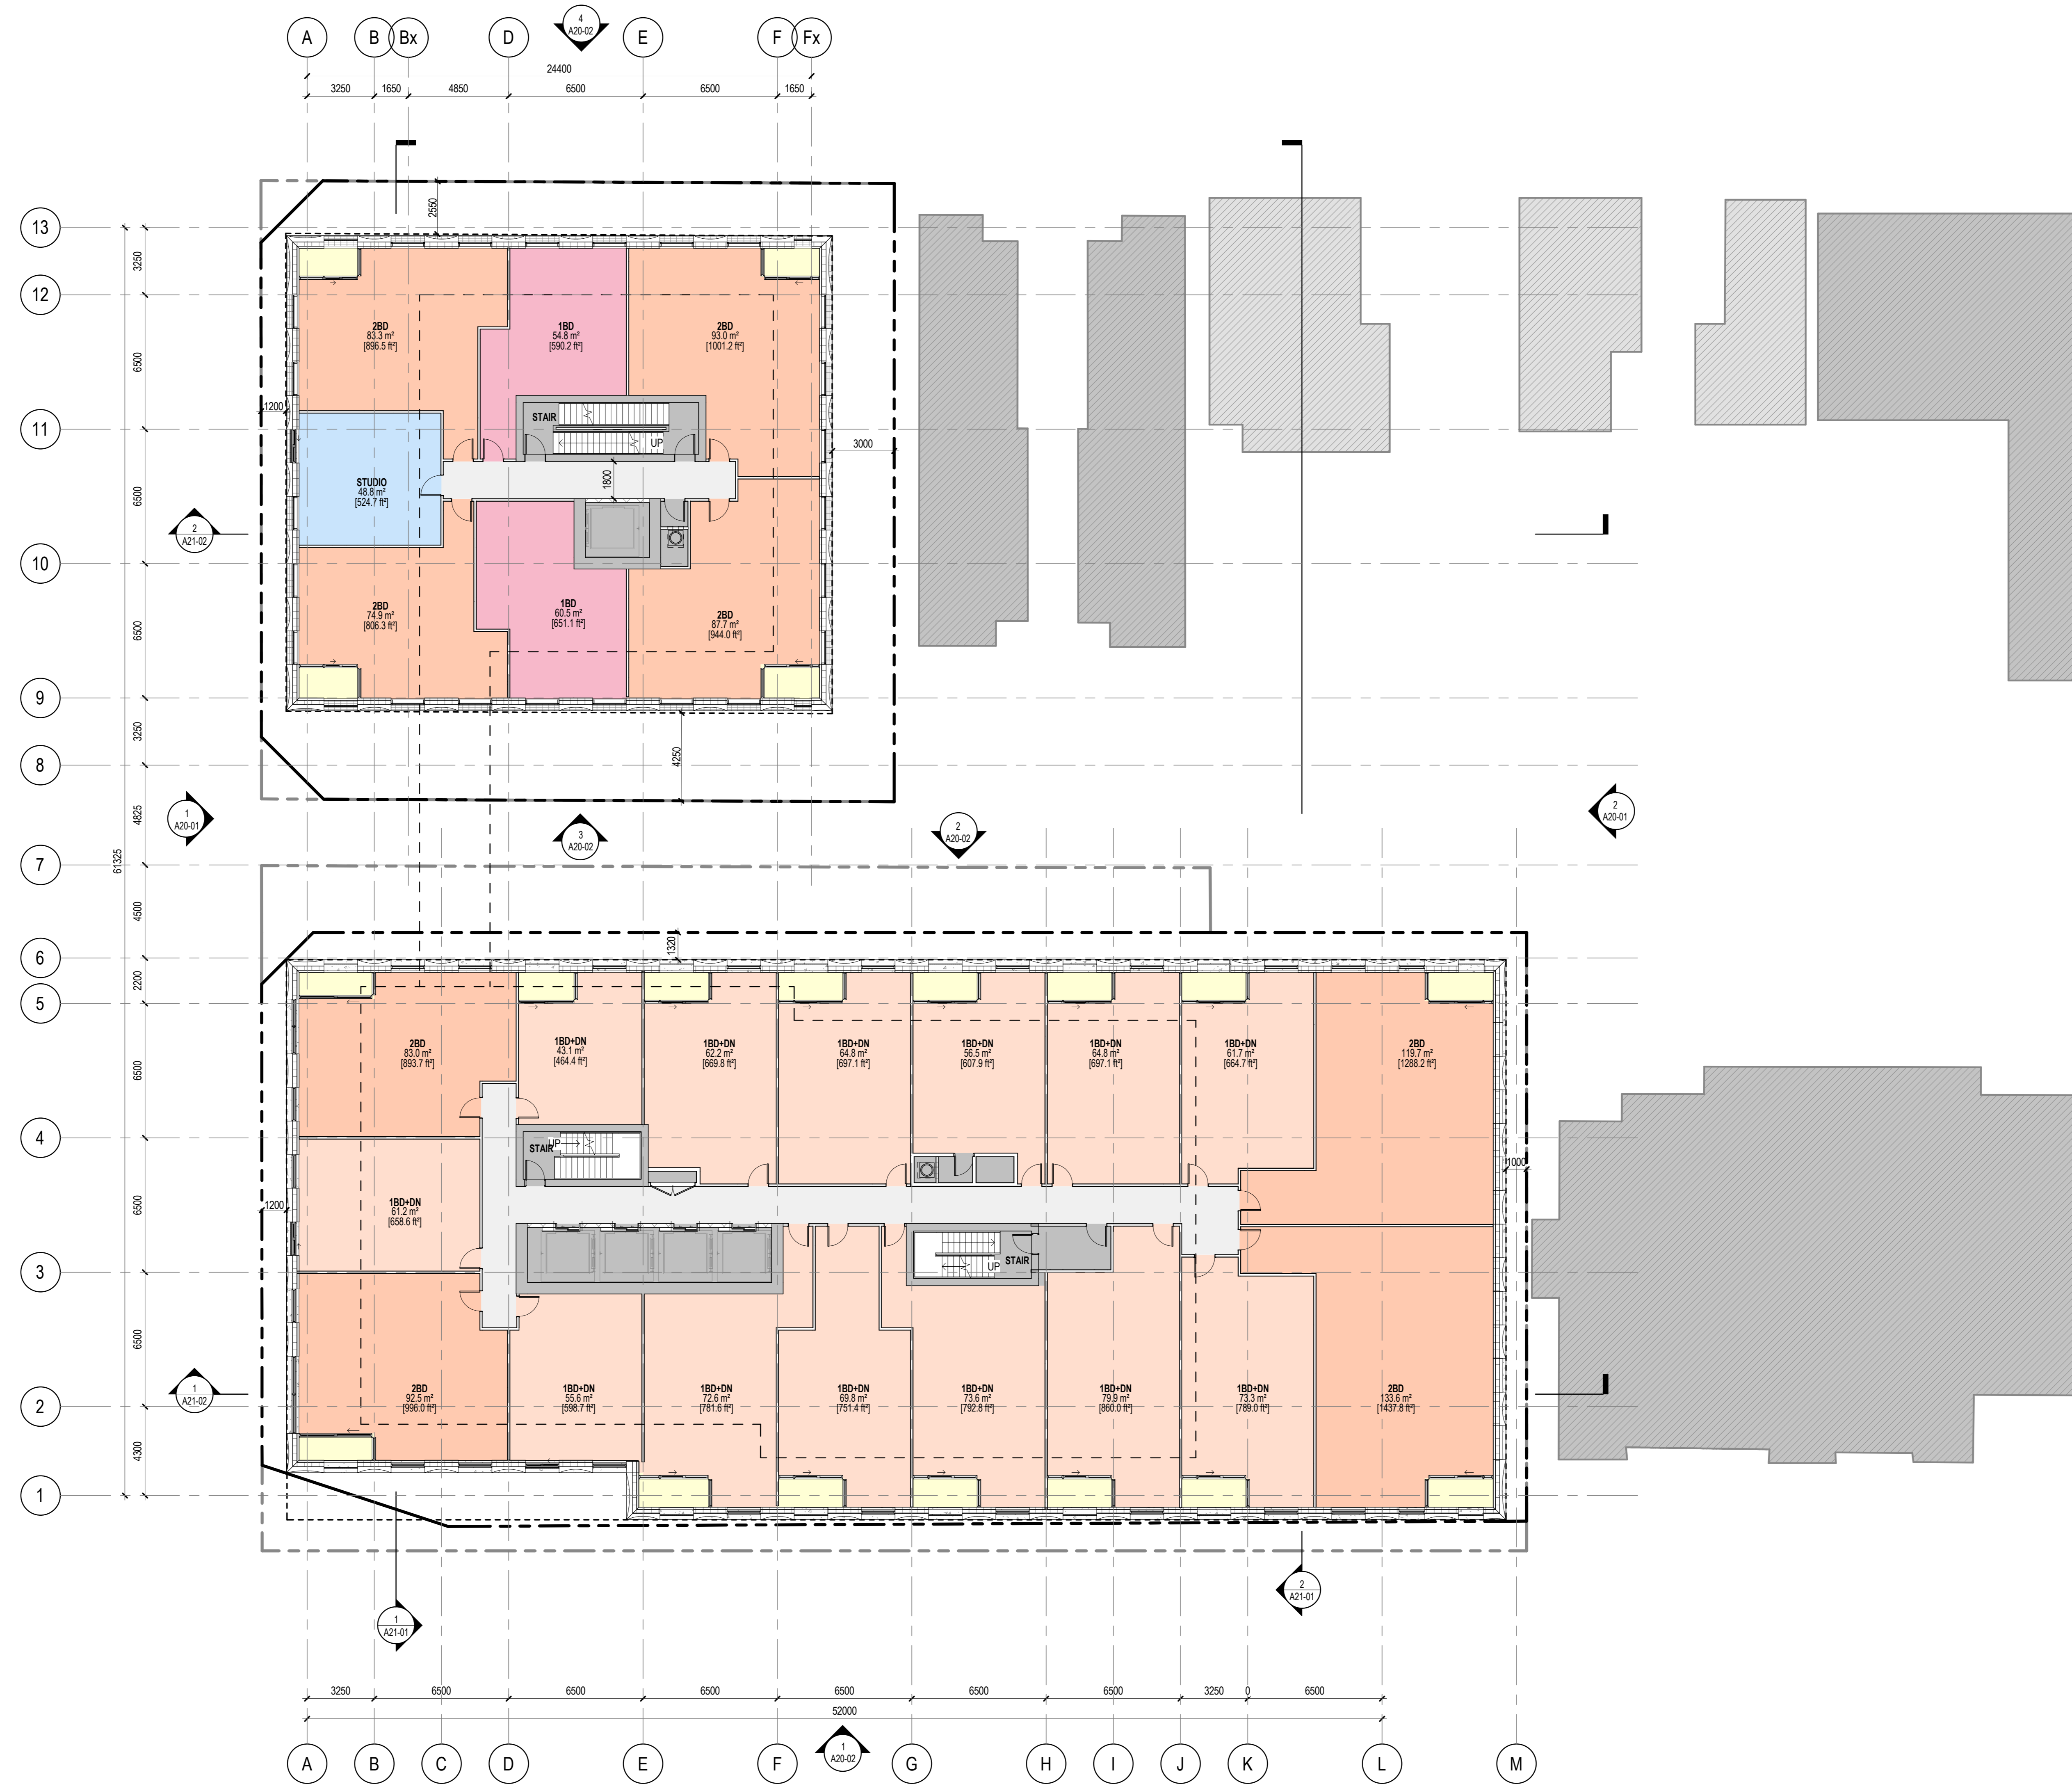 A B Bx D E F Fx
4
A20-02
24400
3250 1650 4850 6500 6500 1650
13
12
11
10
9
8
7
6
5
4
3
2
1
3250
6500
6500
6500
3250
4825
4500
2200
6500
6500
6500
4300
61325
2550
1200
3000
4250
1800
2BD
83.3 m²
[896.5 ft²]
1BD
54.8 m²
[590.2 ft²]
2BD
93.0 m²
[1001.2 ft²]
STAIR
UP
STUDIO
48.8 m²
[524.7 ft²]
2BD
74.9 m²
[806.3 ft²]
1BD
60.5 m²
[651.1 ft²]
2BD
87.7 m²
[944.0 ft²]
2
A21-02
1
A20-01
3
A20-02
2
A20-02
2
A20-01
1320
2BD
83.0 m²
[893.7 ft²]
1BD+DN
43.1 m²
[464.4 ft²]
1BD+DN
62.2 m²
[669.8 ft²]
1BD+DN
64.8 m²
[697.1 ft²]
1BD+DN
56.5 m²
[607.9 ft²]
1BD+DN
64.8 m²
[697.1 ft²]
1BD+DN
61.7 m²
[664.7 ft²]
2BD
119.7 m²
[1288.2 ft²]
STAIR
UP
1000
1200
1BD+DN
61.2 m²
[658.6 ft²]
STAIR
UP
1
A21-02
2BD
92.5 m²
[996.0 ft²]
1BD+DN
55.6 m²
[598.7 ft²]
1BD+DN
72.6 m²
[781.6 ft²]
1BD+DN
69.8 m²
[751.4 ft²]
1BD+DN
73.6 m²
[792.8 ft²]
1BD+DN
79.9 m²
[860.0 ft²]
1BD+DN
73.3 m²
[789.0 ft²]
2BD
133.6 m²
[1437.8 ft²]
1
A21-01
2
A21-01
3250 6500 6500 6500 6500 6500 6500 3250 0 6500
52000
1
A20-02
A B C D E F G H I J K L M